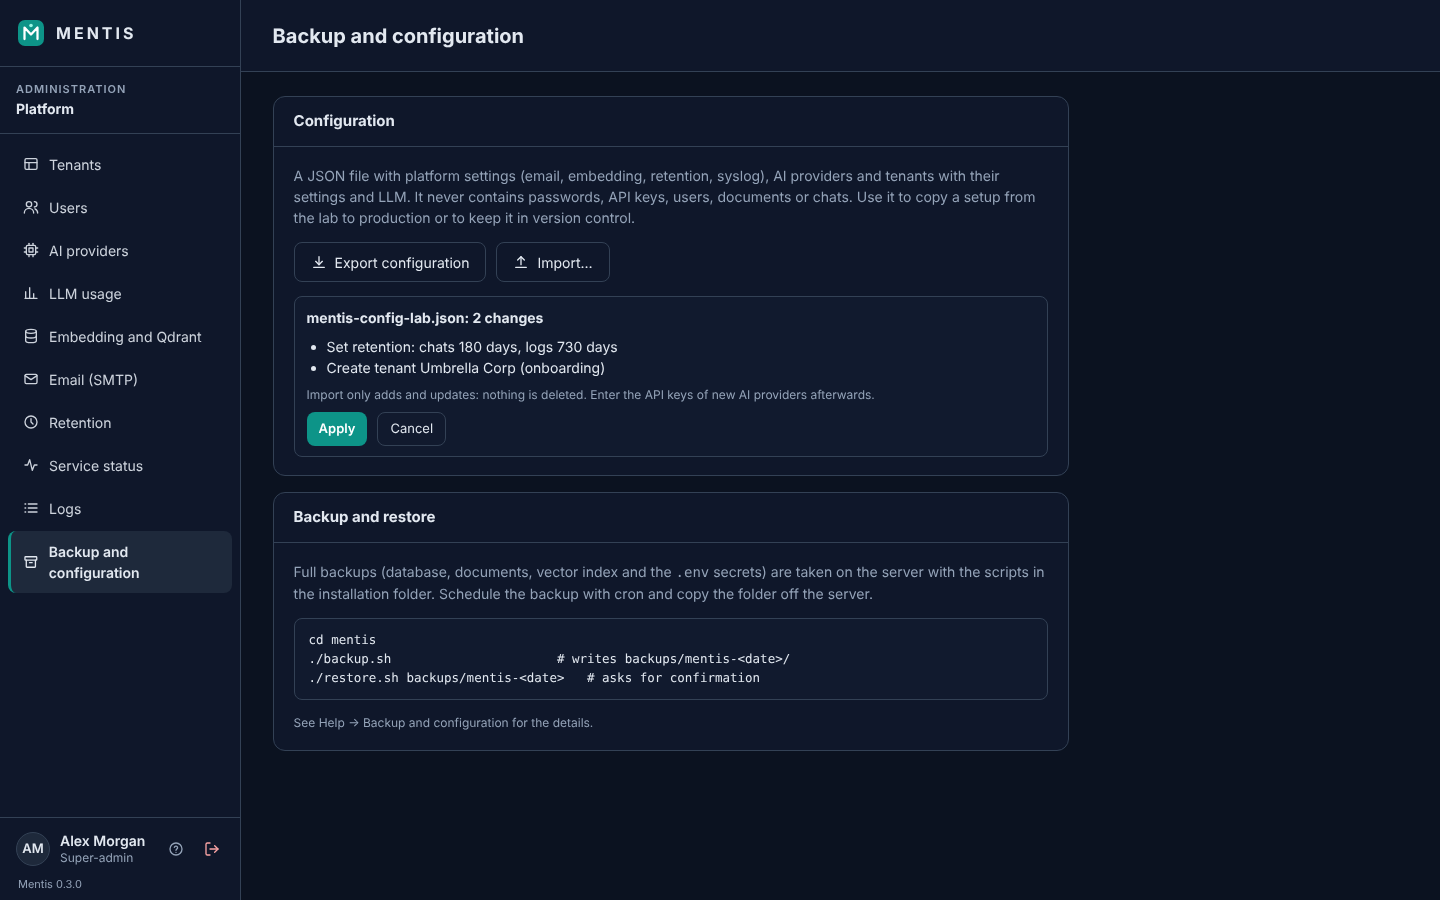 MENTIS
ADMINISTRATION
Platform
Tenants
Users
AI providers
LLM usage
Embedding and Qdrant
Email (SMTP)
Retention
Service status
Logs
Backup and
configuration
AM
Alex Morgan
Super-admin
Mentis 0.3.0
Backup and configuration
Configuration
A JSON file with platform settings (email, embedding, retention, syslog), AI providers and tenants with their
settings and LLM. It never contains passwords, API keys, users, documents or chats. Use it to copy a setup from
the lab to production or to keep it in version control.
Export configuration
Import...
mentis-config-lab.json: 2 changes
• Set retention: chats 180 days, logs 730 days
• Create tenant Umbrella Corp (onboarding)
Import only adds and updates: nothing is deleted. Enter the API keys of new AI providers afterwards.
Apply
Cancel
Backup and restore
Full backups (database, documents, vector index and the .env secrets) are taken on the server with the scripts in
the installation folder. Schedule the backup with cron and copy the folder off the server.
cd mentis
./backup.sh                      # writes backups/mentis-<date>/
./restore.sh backups/mentis-<date>   # asks for confirmation
See Help → Backup and configuration for the details.